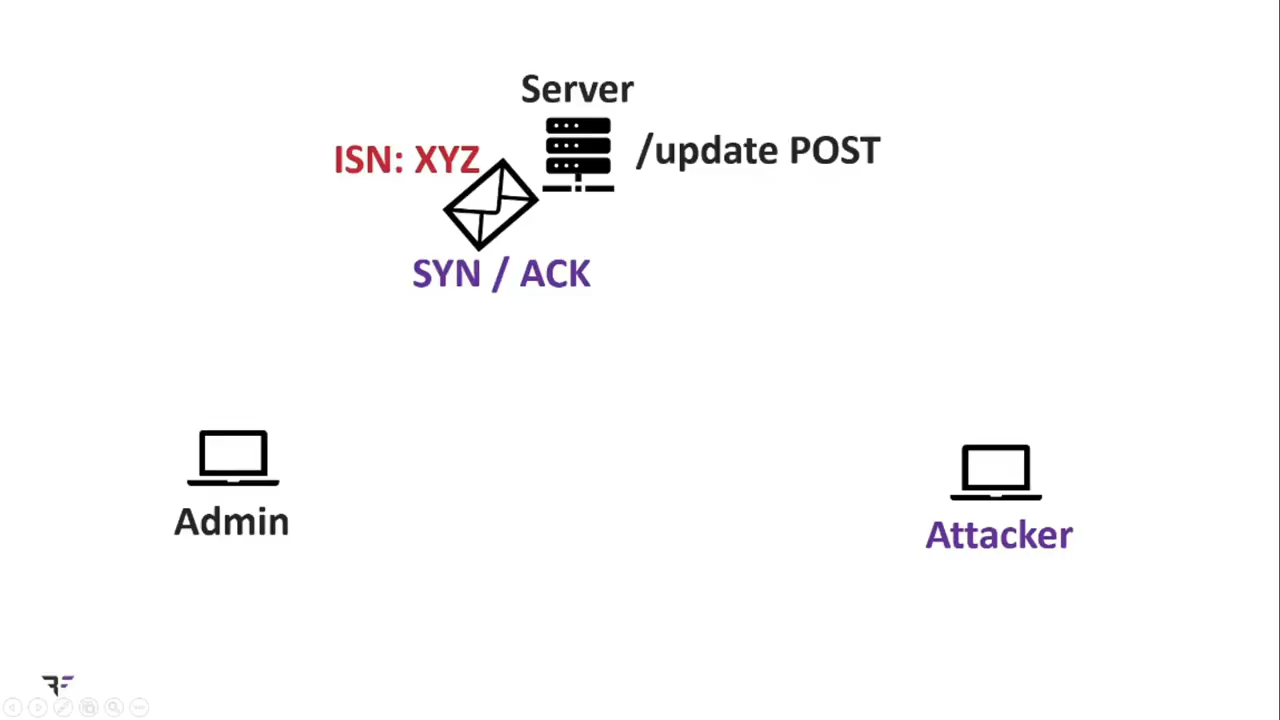 Server
ISN: XYZ
/update POST
SYN / ACK
Admin
Attacker